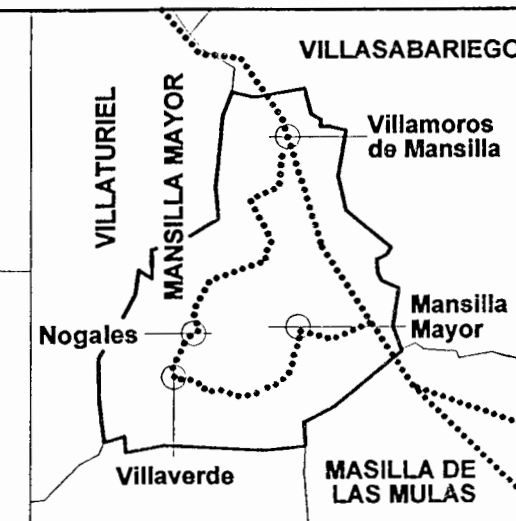 VILLASABARIEGO
VILLATURIEL
MANSILLA MAYOR
Villamoros
de Mansilla
Nogales
Mansilla
Mayor
Villaverde
MASILLA DE
LAS MULAS